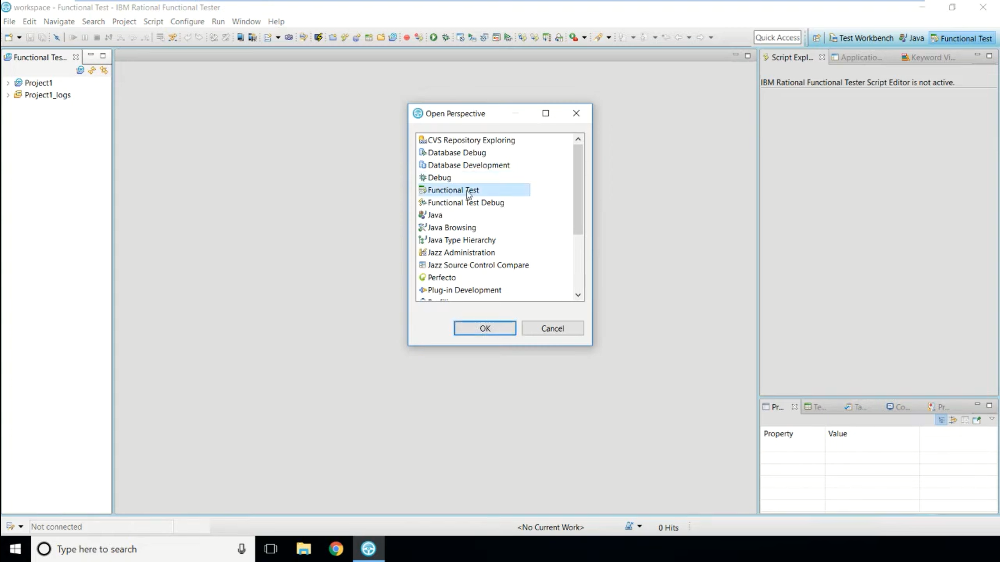 workspace - Functional Test - IBM Rational Functional Tester
File Edit Navigate Search Project Script Configure Run Window Help
Quick Access Test Workbench Java Functional Test
Functional Tes...
Script Expl... Applicatio... Keyword Vi...
Project1
Project1_logs
IBM Rational Functional Tester Script Editor is not active.
Open Perspective
CVS Repository Exploring
Database Debug
Database Development
Debug
Functional Test
Functional Test Debug
Java
Java Browsing
Java Type Hierarchy
Jazz Administration
Jazz Source Control Compare
Perfecto
Plug-in Development
OK Cancel
Pr... Te... Ta... Co... Pr...
Property Value
Not connected
<No Current Work>
0 Hits
Type here to search